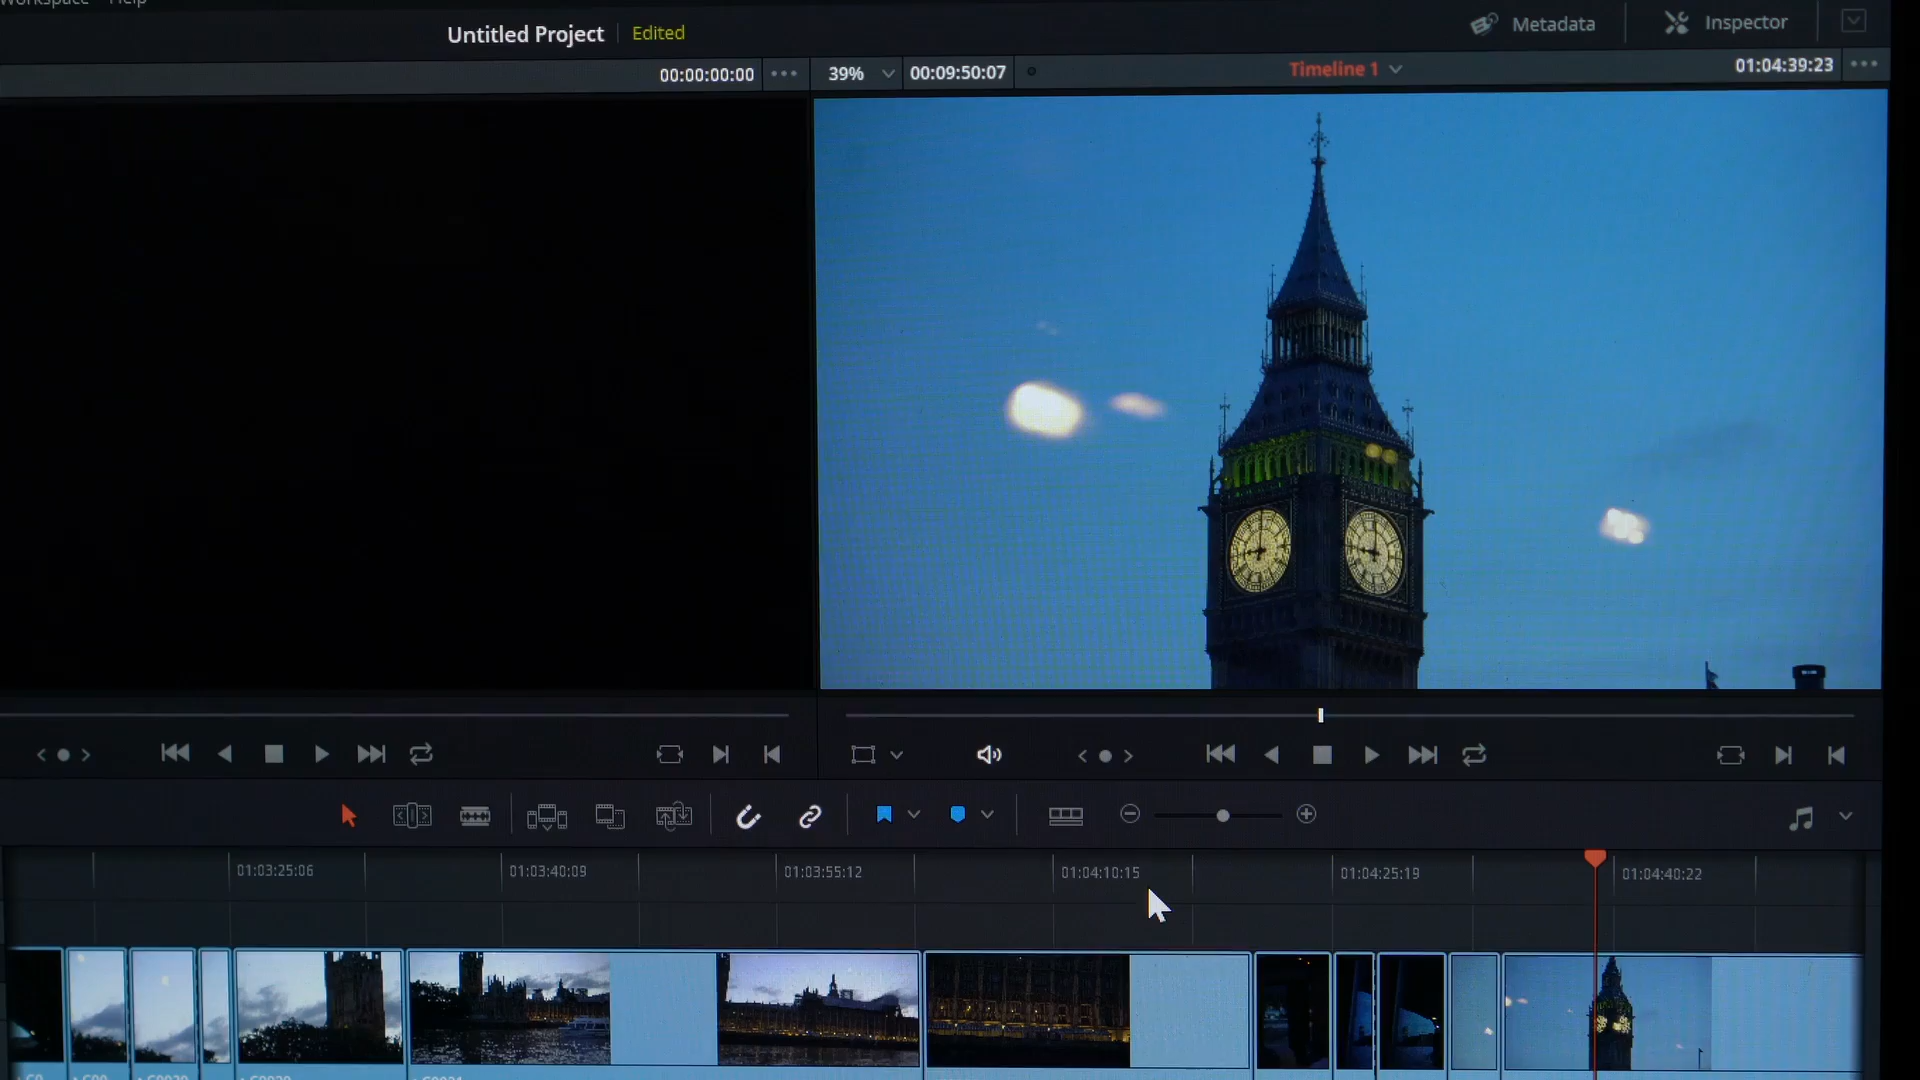 Workspace Help
Untitled Project Edited
Metadata Inspector
00:00:00:00
39% 00:09:50:07
Timeline 1
01:04:39:23
01:03:25:06 01:03:40:09 01:03:55:12 01:04:10:15 01:04:25:19 01:04:40:22